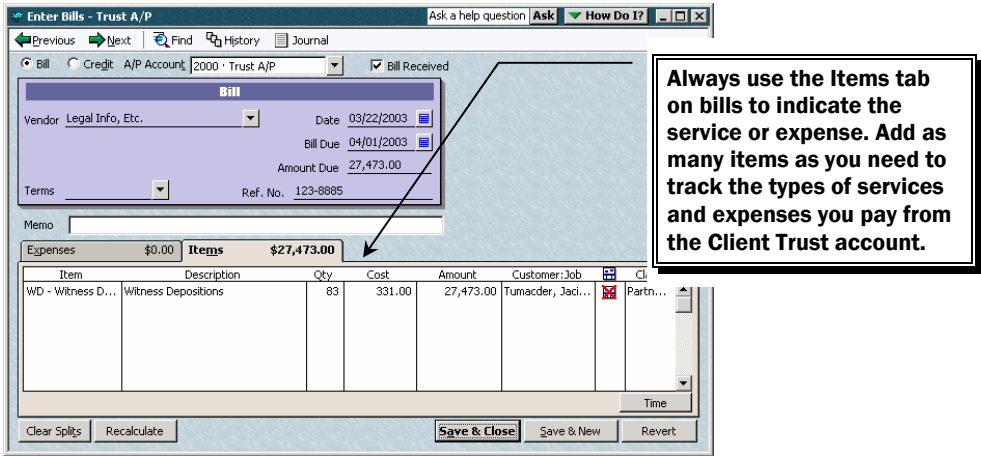 Enter Bills - Trust A/P Ask a help question Ask How Do I?
Previous Next Find History Journal
Bill Credit A/P Account 2000 · Trust A/P Bill Received
Bill
Vendor Legal Info, Etc. Date 03/22/2003
Bill Due 04/01/2003
Amount Due 27,473.00
Terms Ref. No. 123-8885
Memo
Expenses $0.00 Items $27,473.00
Item Description Qty Cost Amount Customer:Job Cl
WD - Witness D... Witness Depositions 83 331.00 27,473.00 Tumacder, Jaci... Partn...
Time
Clear Splits Recalculate Save & Close Save & New Revert
Always use the Items tab
on bills to indicate the
service or expense. Add as
many items as you need to
track the types of services
and expenses you pay from
the Client Trust account.